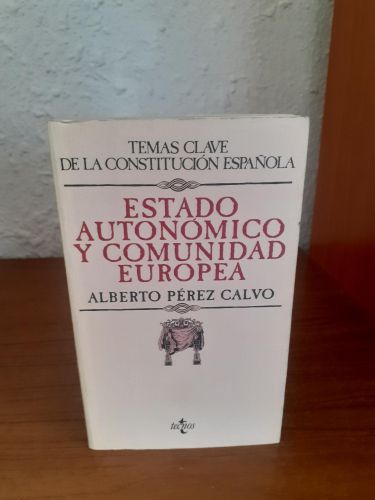 TEMAS CLAVE
DE LA CONSTITUCIÓN ESPAÑOLA
ESTADO
AUTONÓMICO
Y COMUNIDAD
EUROPEA
ALBERTO PÉREZ CALVO
tecnos